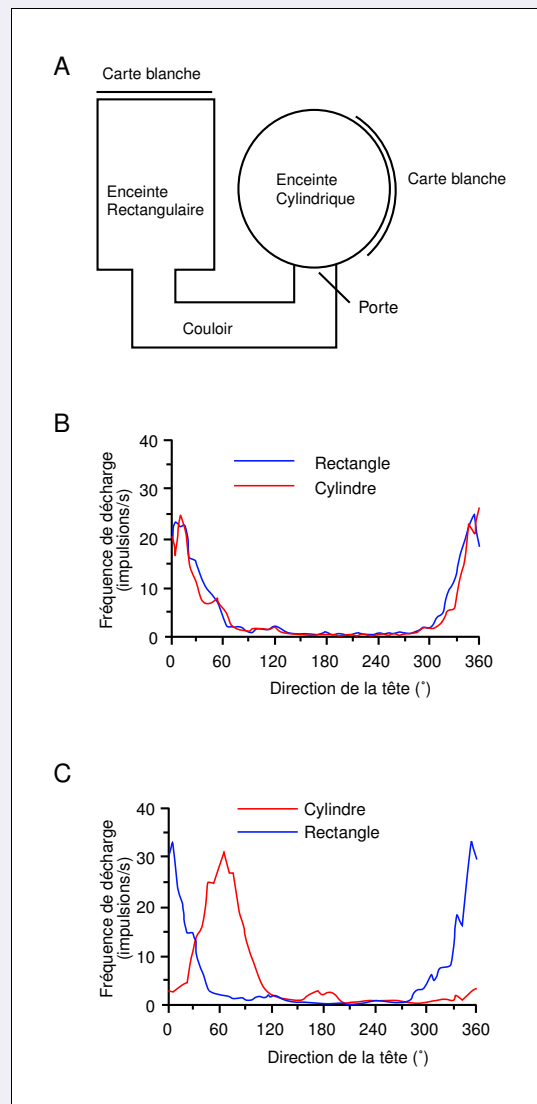 A
Carte blanche
Enceinte
Rectangulaire
Enceinte
Cylindrique
Carte blanche
Porte
Couloir
B
Fréquence de décharge
(impulsions/s)
40
30
20
10
0
Rectangle
Cylindre
0 60 120 180 240 300 360
Direction de la tête (˚)
C
Fréquence de décharge
(impulsions/s)
40
30
20
10
0
Cylindre
Rectangle
0 60 120 180 240 300 360
Direction de la tête (˚)